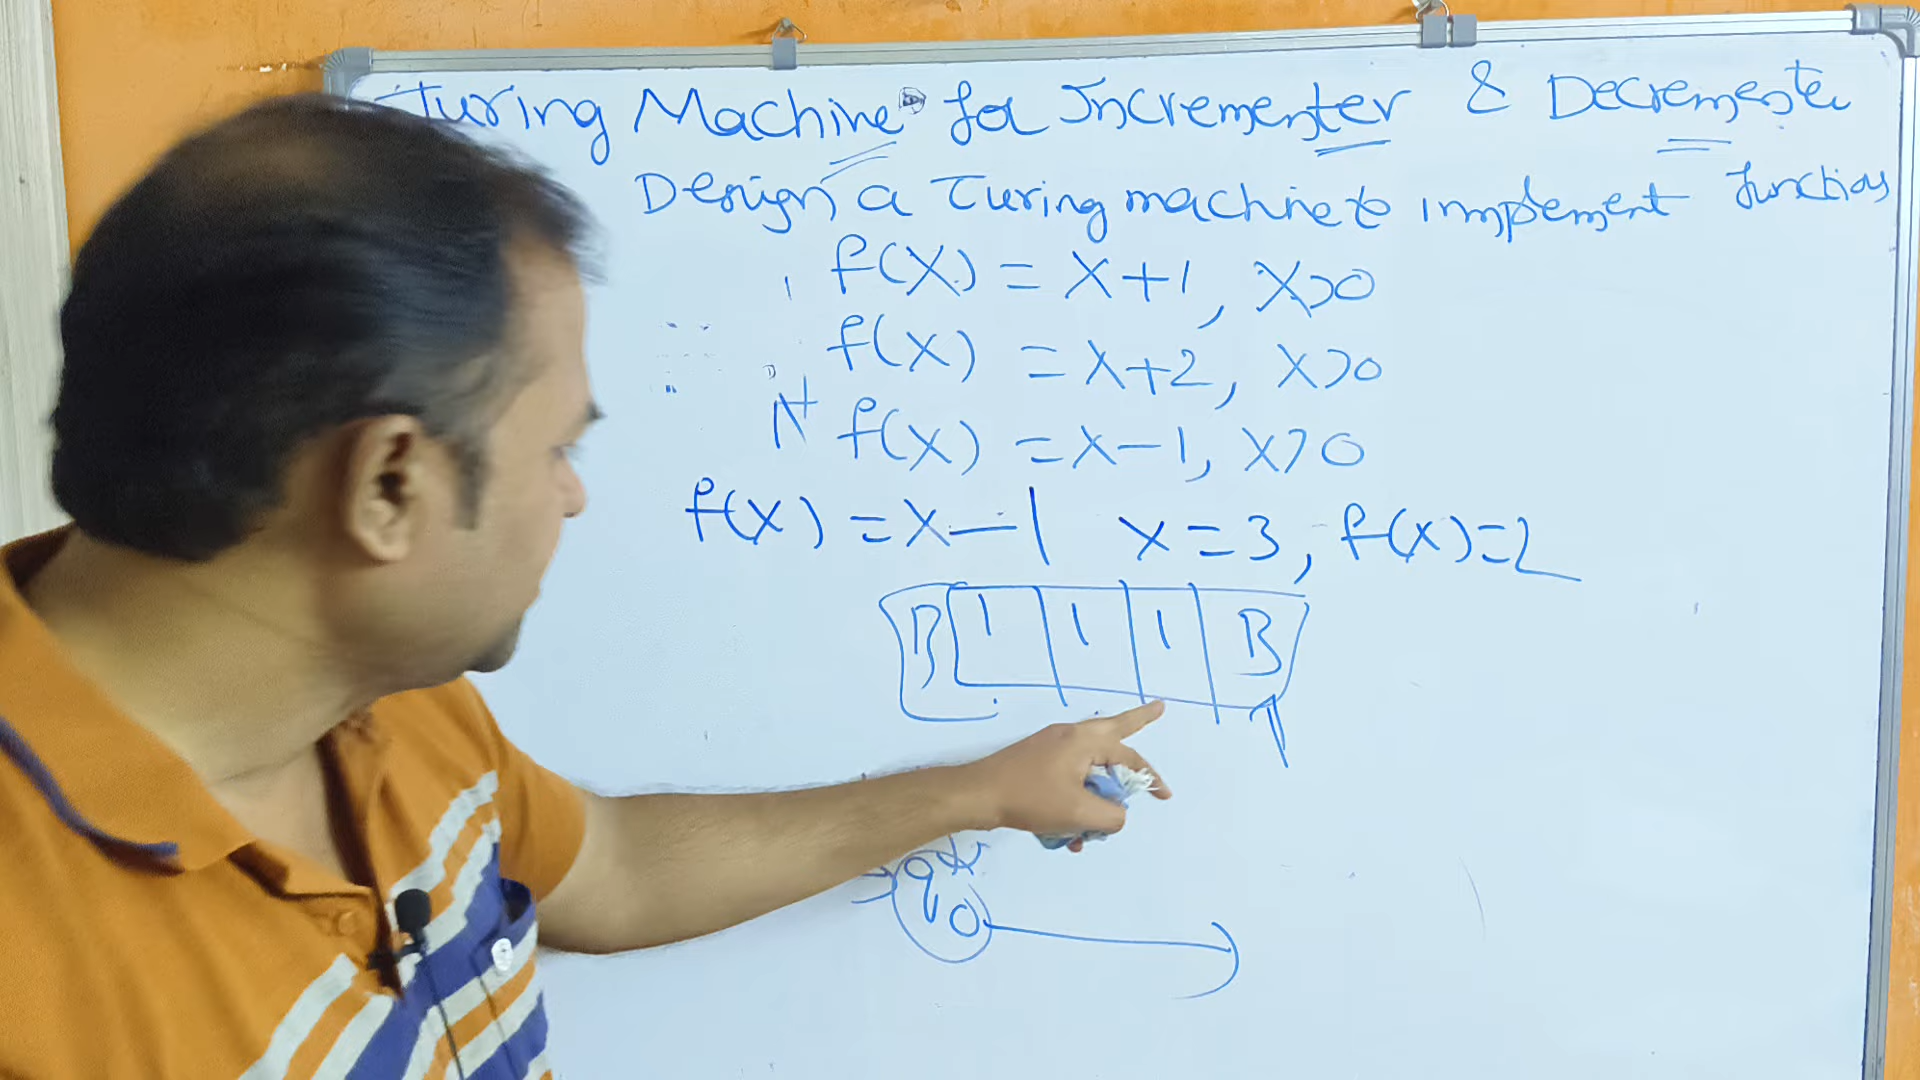 Turing Machine for Incrementer & Decremente
Design a Turing machine to implement functions
f(X) = X+1, X>0
f(X) = X+2, X>0
f(X) = X-1, X>0
f(X) = X-1 X=3, f(X)=2
B 1 1 1 B
q0